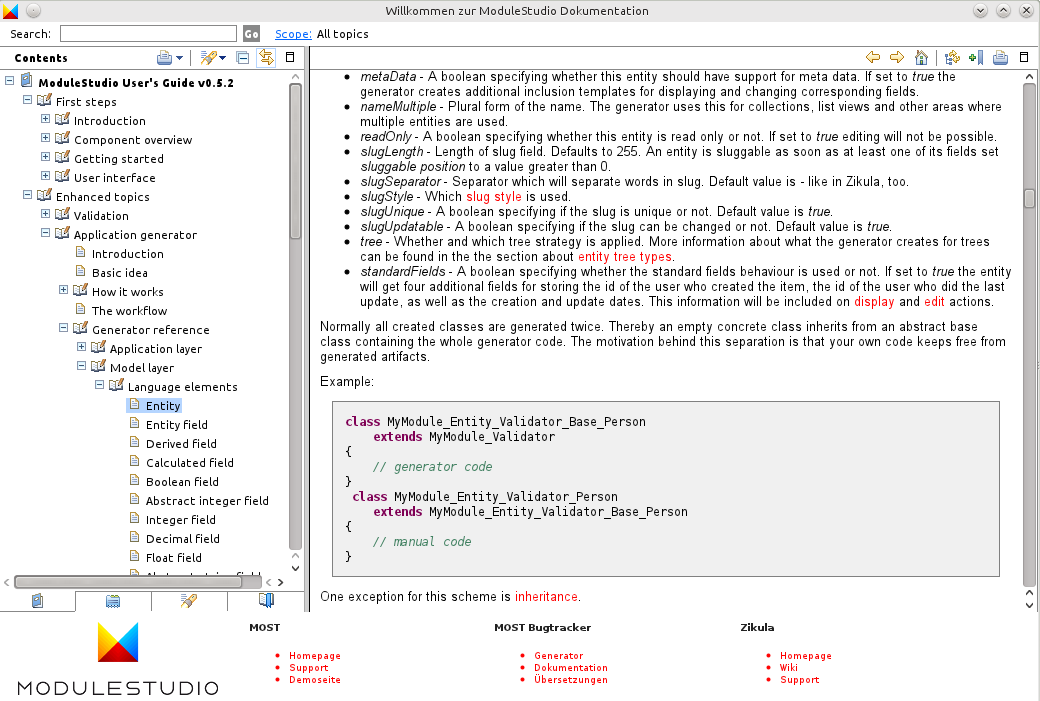 Willkommen zur ModuleStudio Dokumentation
Search: Go Scope: All topics
Contents
ModuleStudio User's Guide v0.5.2
First steps
Introduction
Component overview
Getting started
User interface
Enhanced topics
Validation
Application generator
Introduction
Basic idea
How it works
The workflow
Generator reference
Application layer
Model layer
Language elements
Entity
Entity field
Derived field
Calculated field
Boolean field
Abstract integer field
Integer field
Decimal field
Float field
• metaData - A boolean specifying whether this entity should have support for meta data. If set to true the
generator creates additional inclusion templates for displaying and changing corresponding fields.
• nameMultiple - Plural form of the name. The generator uses this for collections, list views and other areas where
multiple entities are used.
• readOnly - A boolean specifying whether this entity is read only or not. If set to true editing will not be possible.
• slugLength - Length of slug field. Defaults to 255. An entity is sluggable as soon as at least one of its fields set
sluggable position to a value greater than 0.
• slugSeparator - Separator which will separate words in slug. Default value is - like in Zikula, too.
• slugStyle - Which slug style is used.
• slugUnique - A boolean specifying if the slug is unique or not. Default value is true.
• slugUpdatable - A boolean specifying if the slug can be changed or not. Default value is true.
• tree - Whether and which tree strategy is applied. More information about what the generator creates for trees
can be found in the the section about entity tree types.
• standardFields - A boolean specifying whether the standard fields behaviour is used or not. If set to true the entity
will get four additional fields for storing the id of the user who created the item, the id of the user who did the last
update, as well as the creation and update dates. This information will be included on display and edit actions.
Normally all created classes are generated twice. Thereby an empty concrete class inherits from an abstract base
class containing the whole generator code. The motivation behind this separation is that your own code keeps free from
generated artifacts.
Example:
class MyModule_Entity_Validator_Base_Person
extends MyModule_Validator
{
// generator code
}
class MyModule_Entity_Validator_Person
extends MyModule_Entity_Validator_Base_Person
{
// manual code
}
One exception for this scheme is inheritance.
MODULESTUDIO
MOST
• Homepage
• Support
• Demoseite
MOST Bugtracker
• Generator
• Dokumentation
• Übersetzungen
Zikula
• Homepage
• Wiki
• Support